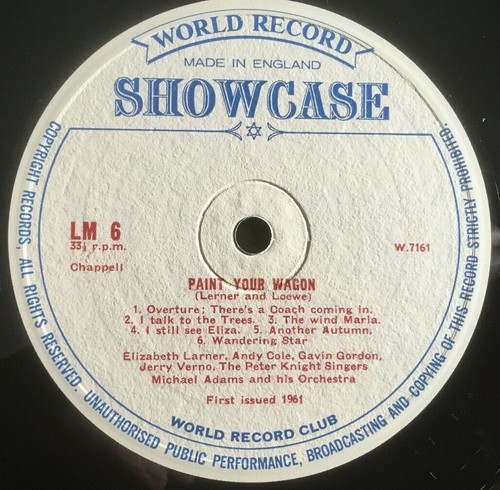 WORLD RECORD
MADE IN ENGLAND
SHOWCASE
LM 6
33⅓ r.p.m.
Chappell
W.7161
PAINT YOUR WAGON
(Lerner and Loewe)
1. Overture; There's a Coach coming in.
2. I talk to the Trees. 3. The wind Maria.
4. I still see Eliza. 5. Another Autumn.
6. Wandering Star
Elizabeth Larner, Andy Cole, Gavin Gordon,
Jerry Verno, The Peter Knight Singers
Michael Adams and his Orchestra
First issued 1961
WORLD RECORD CLUB
COPYRIGHT RECORDS, ALL RIGHTS RESERVED. UNAUTHORISED PUBLIC PERFORMANCE, BROADCASTING AND COPYING OF THIS RECORD STRICTLY PROHIBITED.